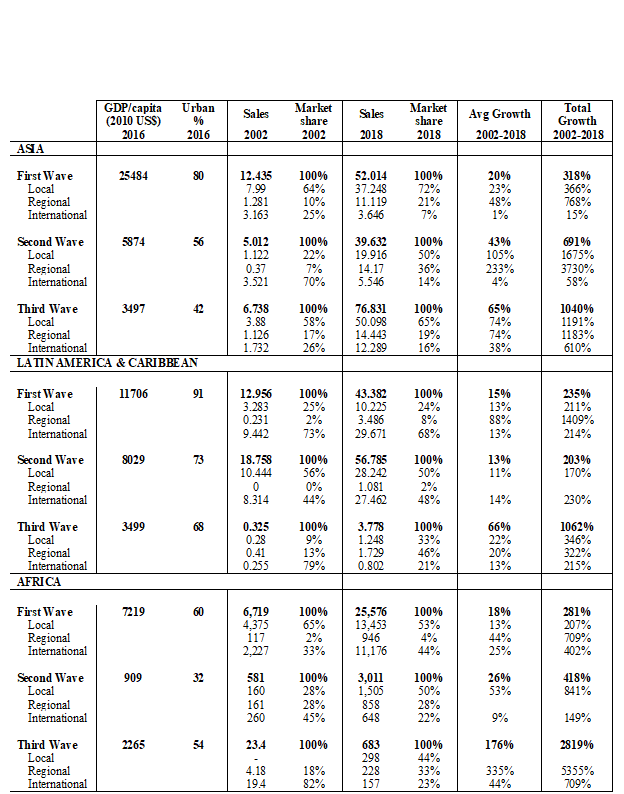 GDP/capita Urban Sales Market Sales Market Avg Growth Total
(2010 US$) % share share Growth
2016 2016 2002 2002 2018 2018 2002-2018 2002-2018
ASIA
First Wave 25484 80 12.435 100% 52.014 100% 20% 318%
Local 7.99 64% 37.248 72% 23% 366%
Regional 1.281 10% 11.119 21% 48% 768%
International 3.163 25% 3.646 7% 1% 15%
Second Wave 5874 56 5.012 100% 39.632 100% 43% 691%
Local 1.122 22% 19.916 50% 105% 1675%
Regional 0.37 7% 14.17 36% 233% 3730%
International 3.521 70% 5.546 14% 4% 58%
Third Wave 3497 42 6.738 100% 76.831 100% 65% 1040%
Local 3.88 58% 50.098 65% 74% 1191%
Regional 1.126 17% 14.443 19% 74% 1183%
International 1.732 26% 12.289 16% 38% 610%
LATIN AMERICA & CARIBBEAN
First Wave 11706 91 12.956 100% 43.382 100% 15% 235%
Local 3.283 25% 10.225 24% 13% 211%
Regional 0.231 2% 3.486 8% 88% 1409%
International 9.442 73% 29.671 68% 13% 214%
Second Wave 8029 73 18.758 100% 56.785 100% 13% 203%
Local 10.444 56% 28.242 50% 11% 170%
Regional 0 0% 1.081 2%
International 8.314 44% 27.462 48% 14% 230%
Third Wave 3499 68 0.325 100% 3.778 100% 66% 1062%
Local 0.28 9% 1.248 33% 22% 346%
Regional 0.41 13% 1.729 46% 20% 322%
International 0.255 79% 0.802 21% 13% 215%
AFRICA
First Wave 7219 60 6,719 100% 25,576 100% 18% 281%
Local 4,375 65% 13,453 53% 13% 207%
Regional 117 2% 946 4% 44% 709%
International 2,227 33% 11,176 44% 25% 402%
Second Wave 909 32 581 100% 3,011 100% 26% 418%
Local 160 28% 1,505 50% 53% 841%
Regional 161 28% 858 28%
International 260 45% 648 22% 9% 149%
Third Wave 2265 54 23.4 100% 683 100% 176% 2819%
Local - 298 44%
Regional 4.18 18% 228 33% 335% 5355%
International 19.4 82% 157 23% 44% 709%